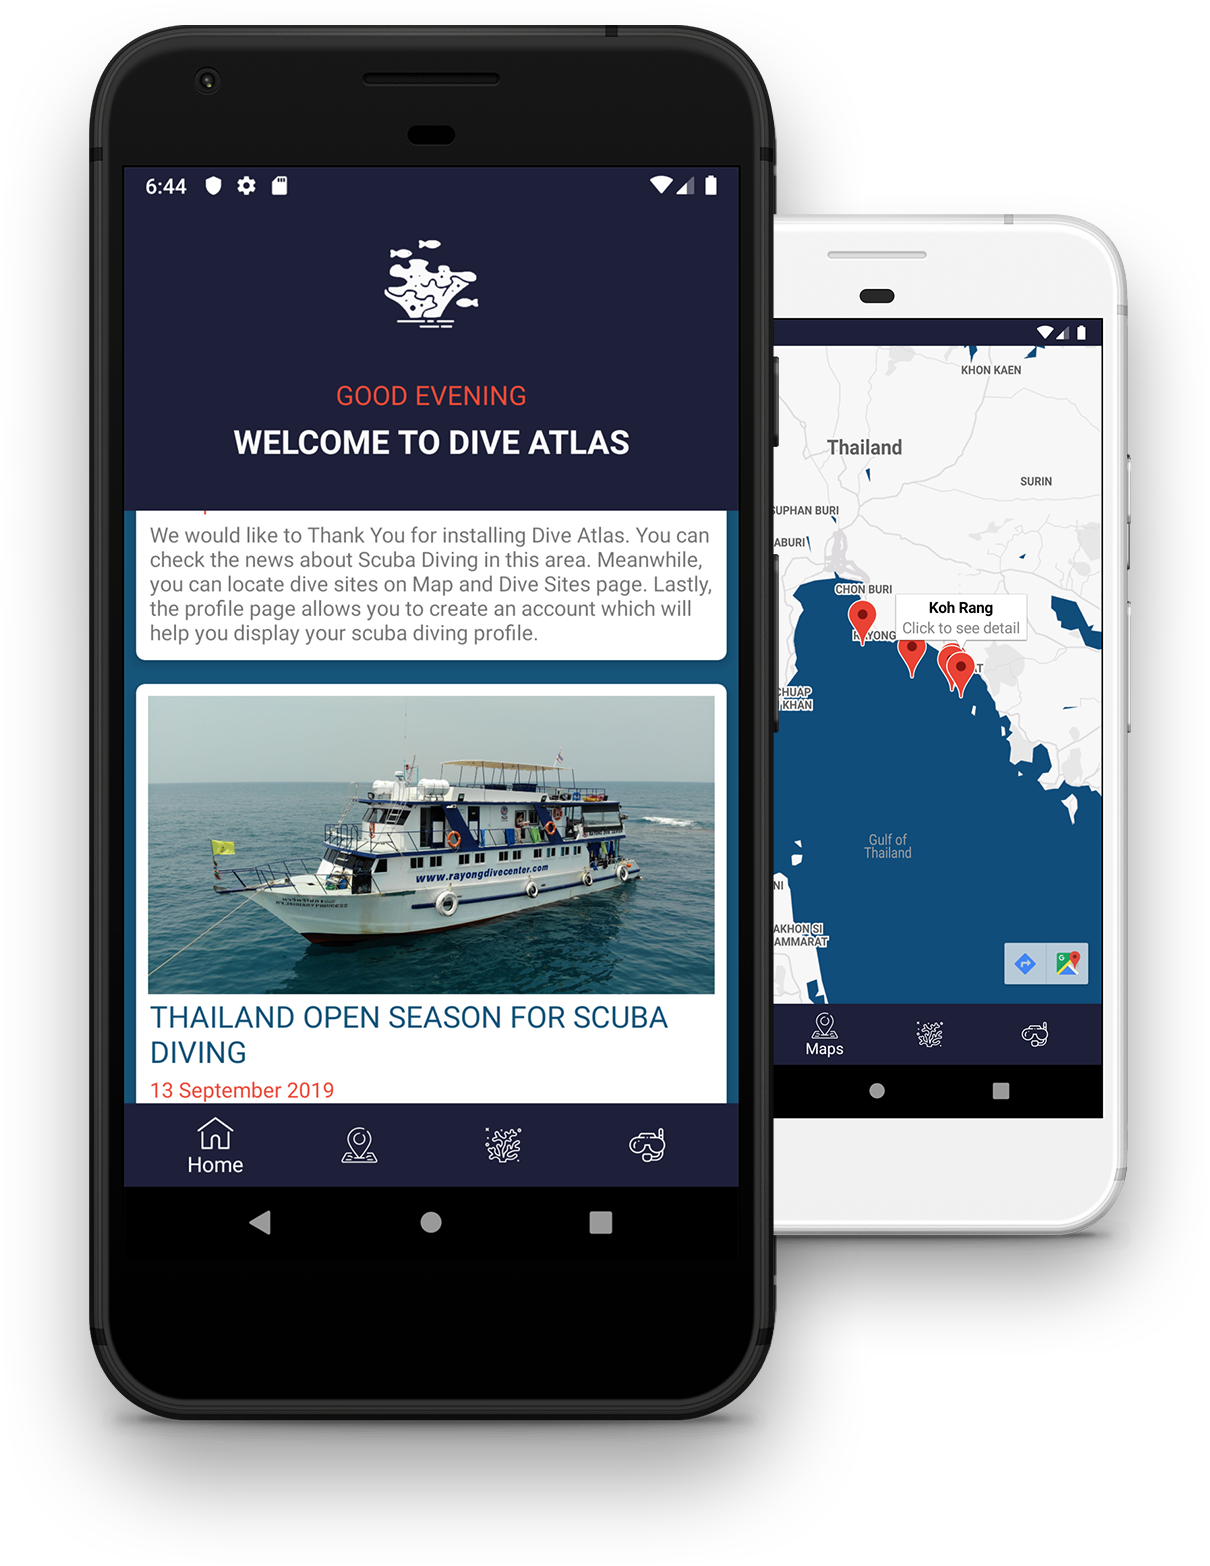 6:44
GOOD EVENING
WELCOME TO DIVE ATLAS
We would like to Thank You for installing Dive Atlas. You can
check the news about Scuba Diving in this area. Meanwhile,
you can locate dive sites on Map and Dive Sites page. Lastly,
the profile page allows you to create an account which will
help you display your scuba diving profile.
www.rayongdivecenter.com
THAILAND OPEN SEASON FOR SCUBA
DIVING
13 September 2019
Home
KHON KAEN
Thailand
SURIN
SUPHAN BURI
ABURI
CHON BURI
Koh Rang
Click to see detail
RAYONG
AT
CHUAP
KHAN
Gulf of
Thailand
NI
AKHON SI
AMMARAT
Maps